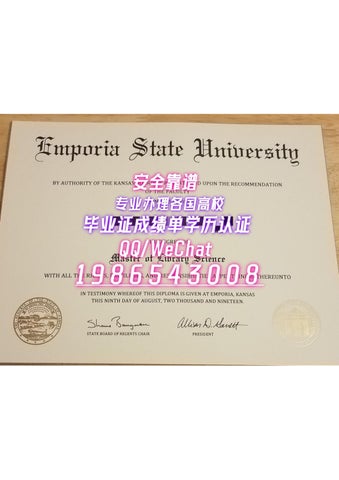 Emporia State University
BY AUTHORITY OF THE KANSAS UPON THE RECOMMENDATION
OF THE FACULTY
安全靠谱
专业办理各国高校
毕业证成绩单学历认证
QQ/WeChat
Master of Library Science
1986543008
WITH ALL THE THEREUNTO
IN TESTIMONY WHEREOF THIS DIPLOMA IS GIVEN AT EMPORIA, KANSAS
THIS NINTH DAY OF AUGUST, TWO THOUSAND AND NINETEEN.
STATE BOARD OF REGENTS CHAIR
PRESIDENT